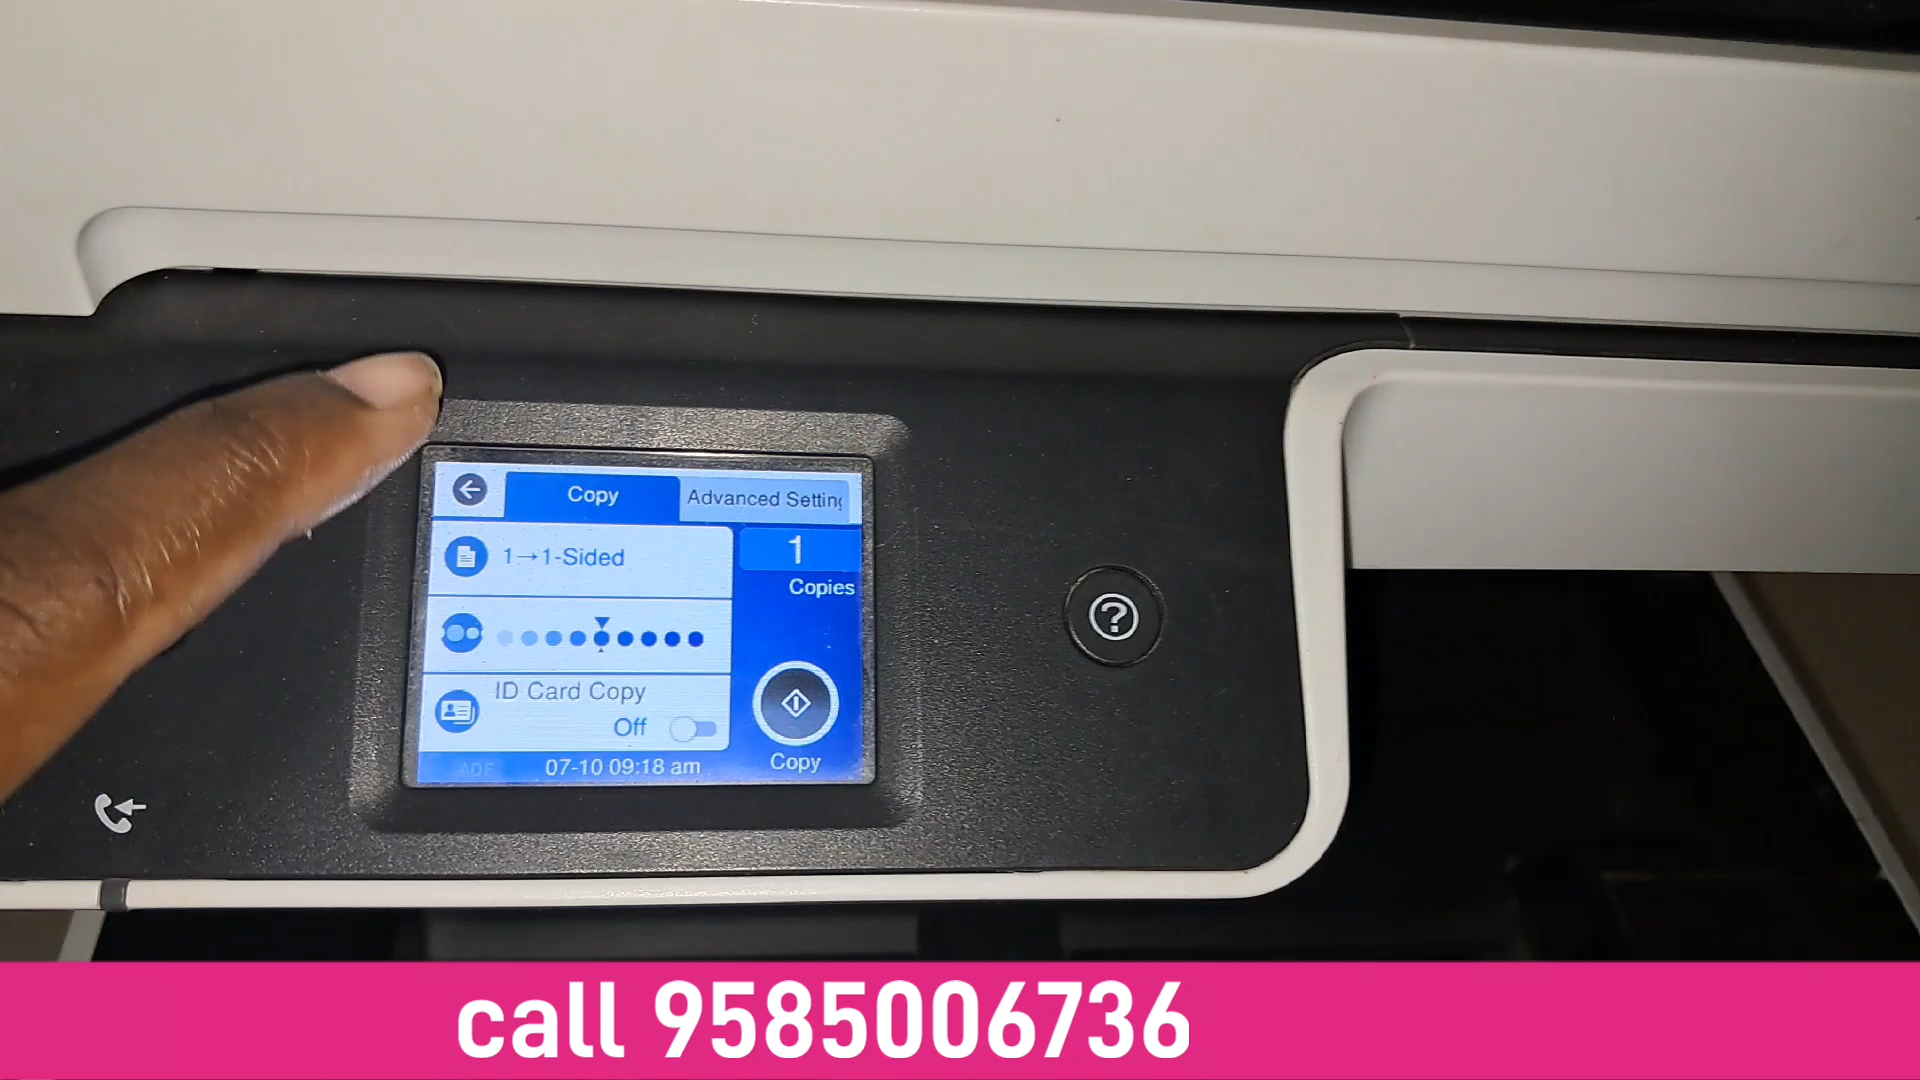 Copy
Advanced Settin
1→1-Sided
1
Copies
ID Card Copy
Off
ADF
07-10 09:18 am
Copy
?
call 9585006736